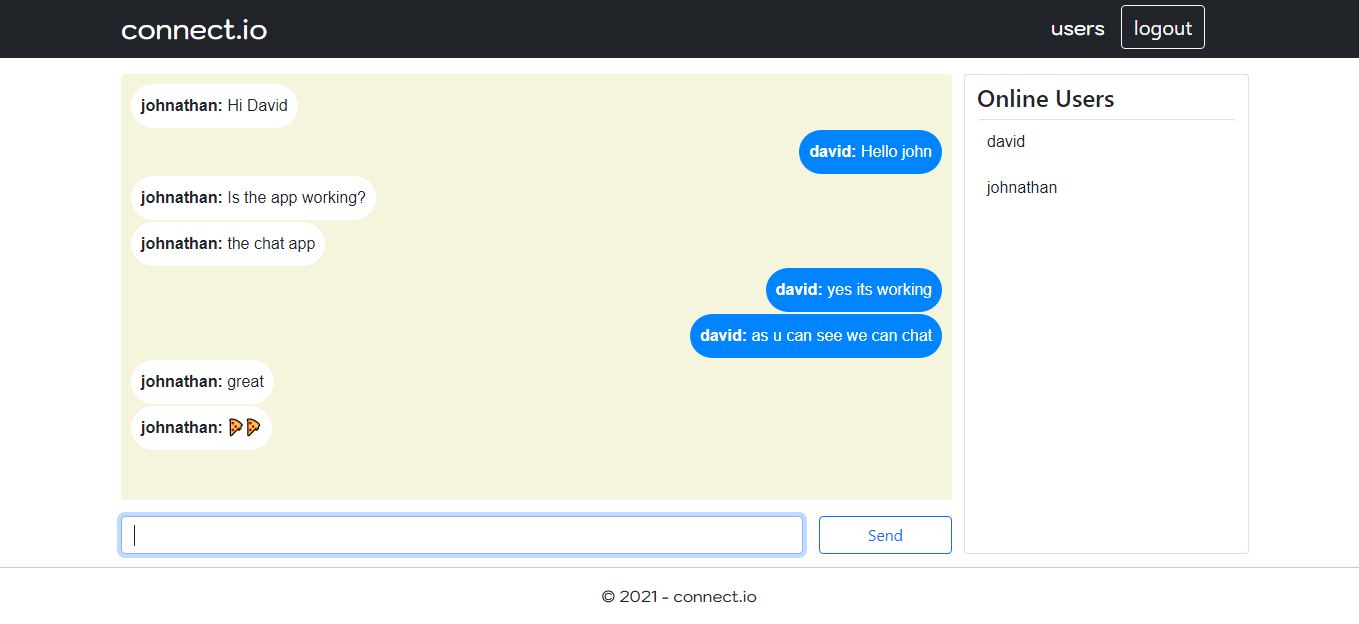 connect.io
users
logout
johnathan: Hi David
david: Hello john
johnathan: Is the app working?
johnathan: the chat app
david: yes its working
david: as u can see we can chat
johnathan: great
johnathan: 🍕🍕
Send
Online Users
david
johnathan
© 2021 - connect.io